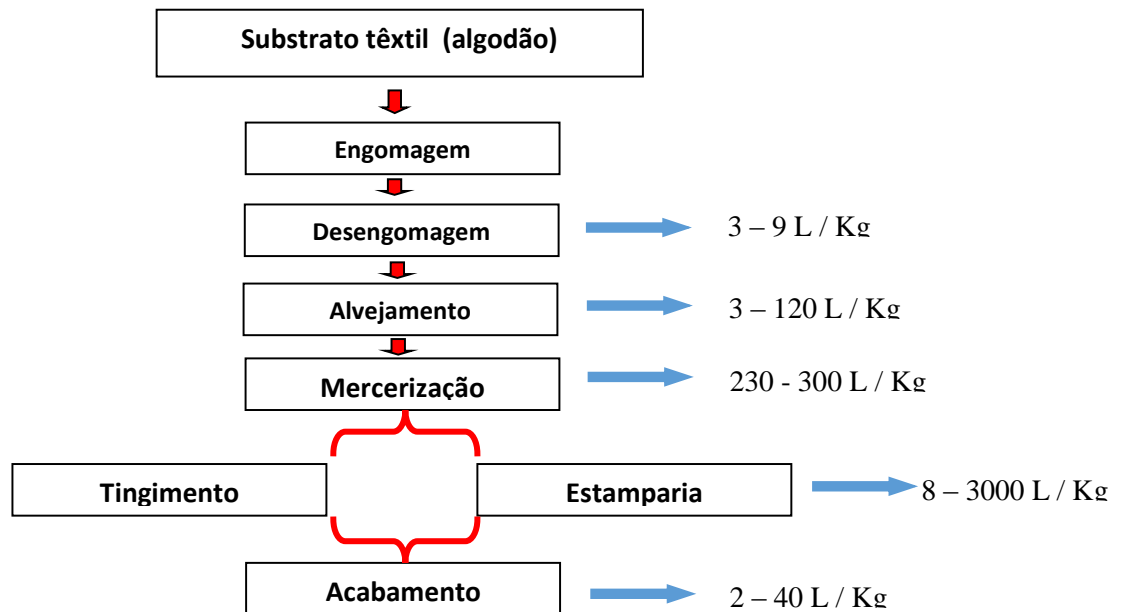 Substrato têxtil (algodão)
Engomagem
Desengomagem
3 – 9 L / Kg
Alvejamento
3 – 120 L / Kg
Mercerização
230 - 300 L / Kg
Tingimento
Estamparia
8 – 3000 L / Kg
Acabamento
2 – 40 L / Kg